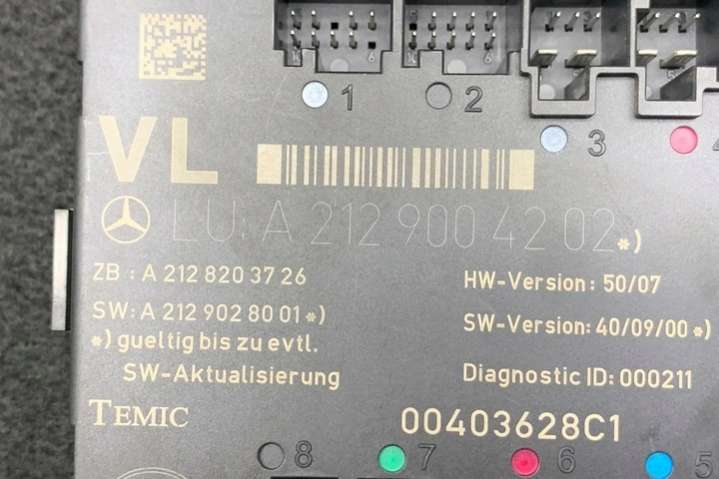 1 2
3 4
VL
LU: A 212 900 42 02 *)
ZB : A 212 820 37 26
HW-Version: 50/07
SW: A 212 902 80 01 *)
SW-Version: 40/09/00 *)
*) gueltig bis zu evtl.
SW-Aktualisierung
Diagnostic ID: 000211
TEMIC
00403628C1
8 7 6 5